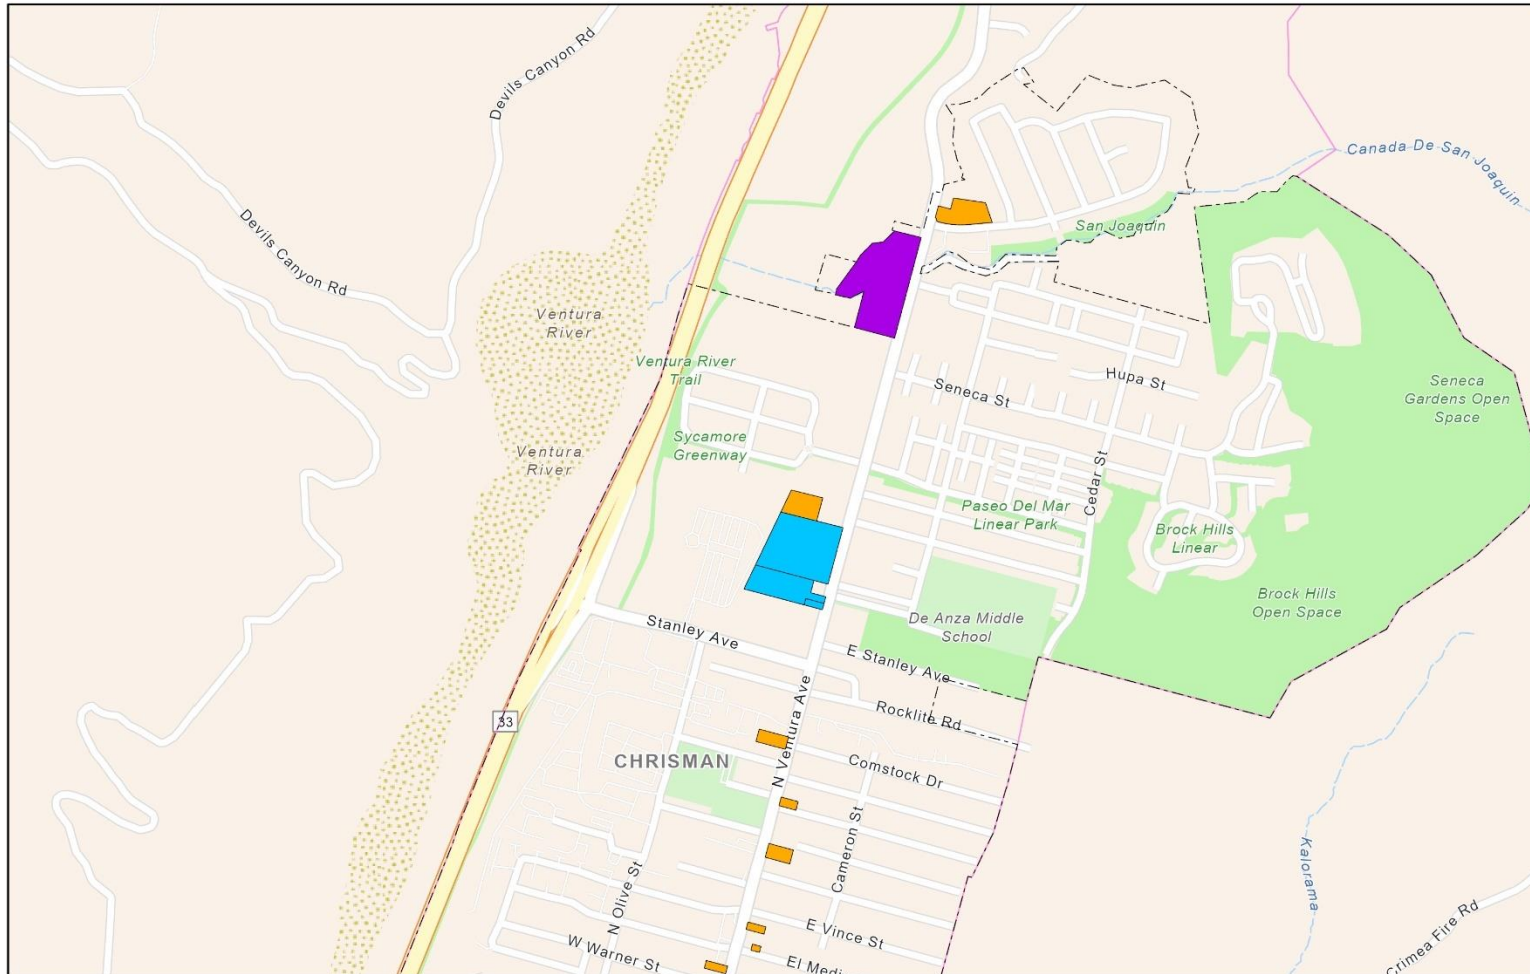 Devils Canyon Rd
Canada De San Joaquin
Devils Canyon Rd
San Joaquin
Ventura
River
Ventura River
Trail
Hupa St
Seneca St
Seneca
Gardens Open
Space
Sycamore
Greenway
Ventura
River
Cedar St
Paseo Del Mar
Linear Park
Brock Hills
Linear
Brock Hills
Open Space
De Anza Middle
School
Stanley Ave
E Stanley Ave
Rocklite Rd
33
N Ventura Ave
CHRISMAN
Comstock Dr
Cameron St
Kalorama
N Olive St
E Vince St
W Warner St
El Medi
Crimea Fire Rd